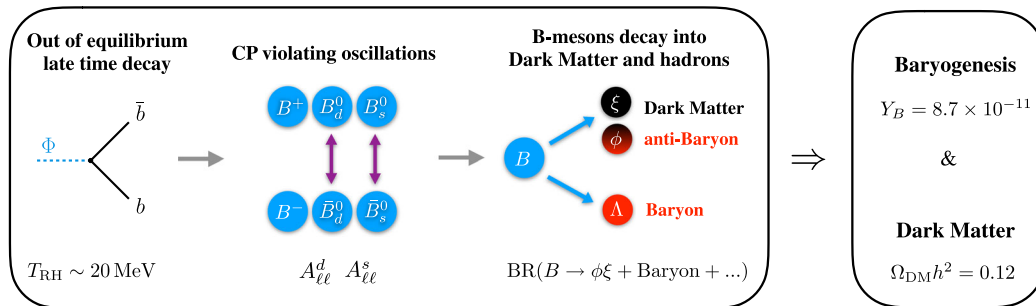 Out of equilibrium
late time decay
Φ
b̄
b
T_RH ∼ 20 MeV
CP violating oscillations
B⁺ B⁰_d B⁰_s
B⁻ B̄⁰_d B̄⁰_s
A^d_ℓℓ A^s_ℓℓ
B-mesons decay into
Dark Matter and hadrons
B
ξ Dark Matter
ϕ anti-Baryon
Λ Baryon
BR(B → ϕξ + Baryon + ...)
⇒
Baryogenesis
Y_B = 8.7 × 10⁻¹¹
&
Dark Matter
Ω_DM h² = 0.12